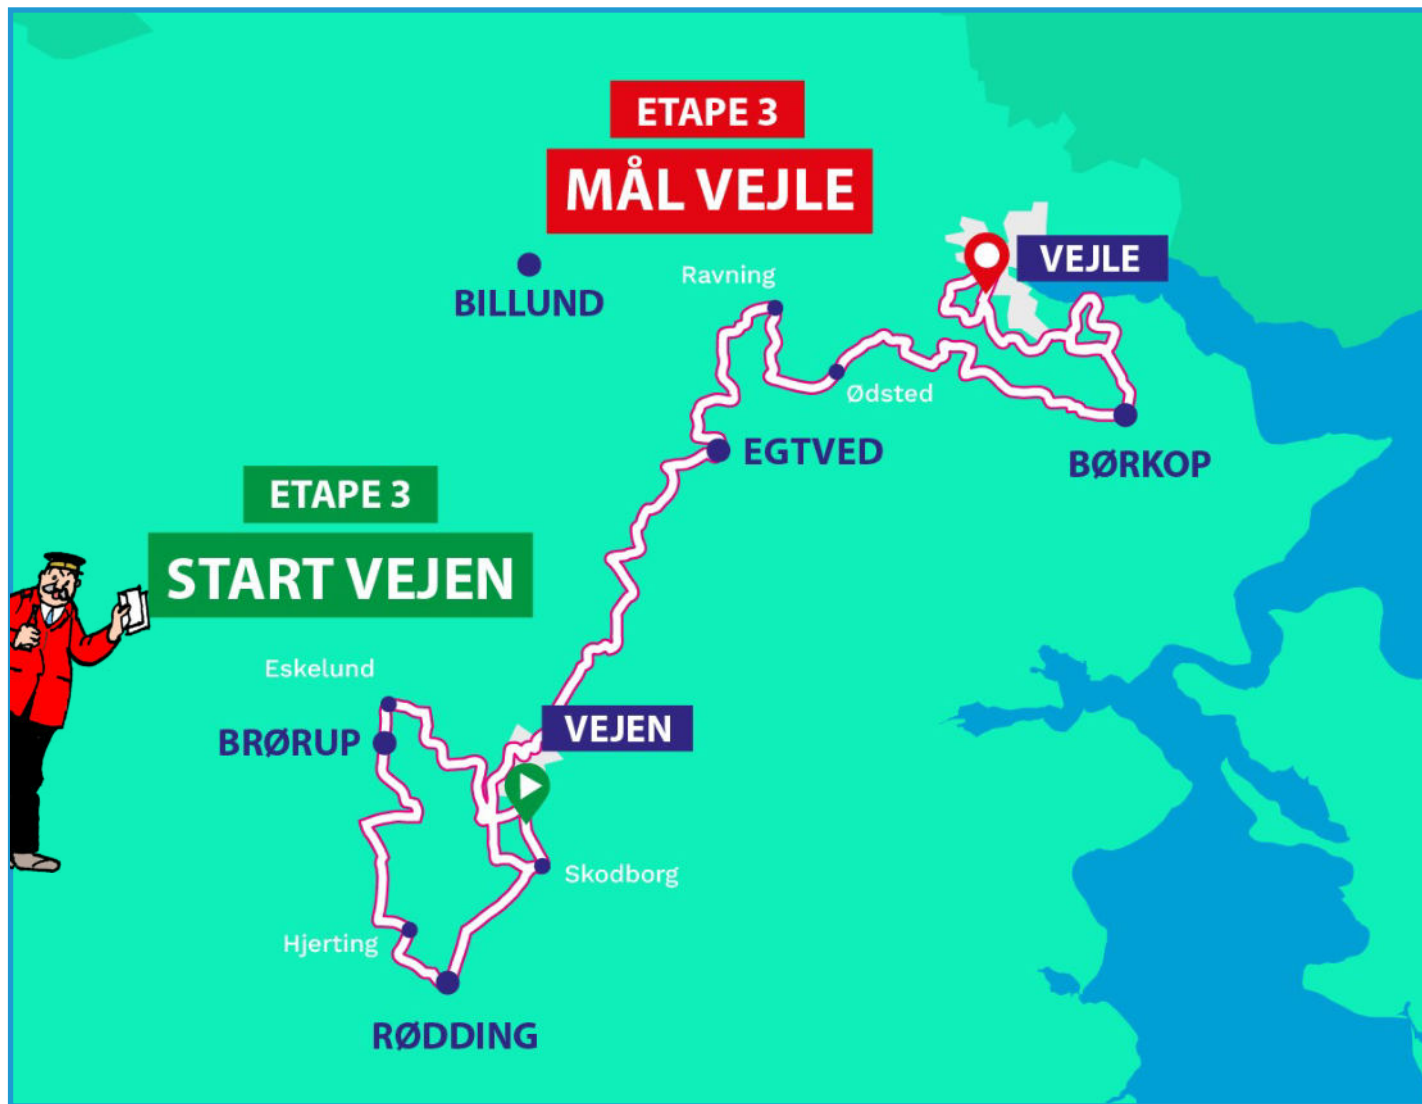 ETAPE 3
MÅL VEJLE
VEJLE
Ravning
BILLUND
Ødsted
EGTVED
BØRKOP
ETAPE 3
START VEJEN
Eskelund
VEJEN
BRØRUP
Skodborg
Hjerting
RØDDING